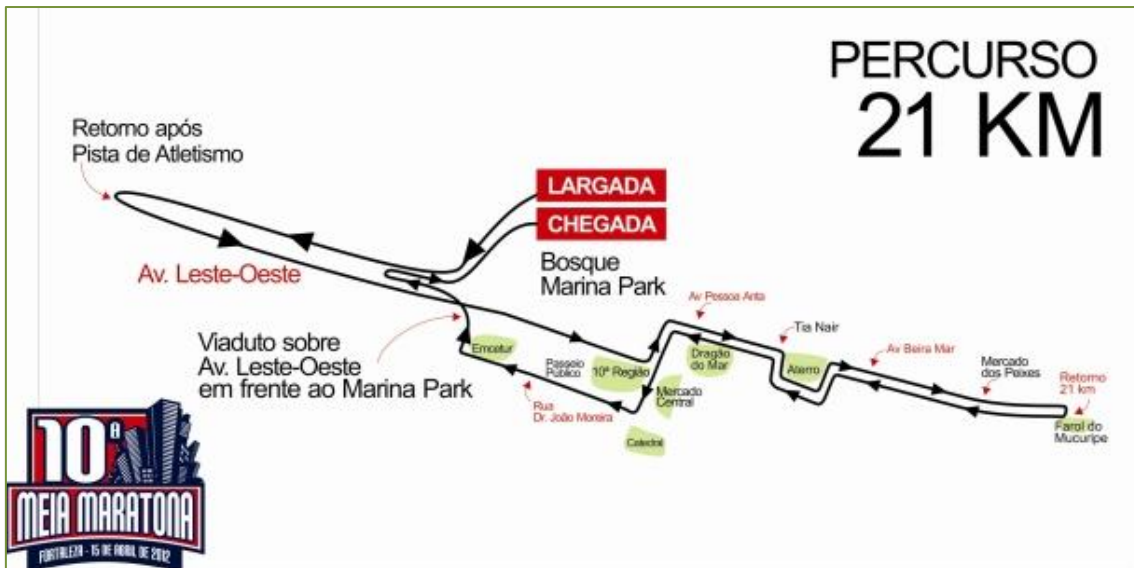 PERCURSO
21 KM
Retorno após
Pista de Atletismo
LARGADA
CHEGADA
Bosque
Marina Park
Av. Leste-Oeste
Viaduto sobre
Av. Leste-Oeste
em frente ao Marina Park
Emcetur
Passeio
Público
10ª Região
Rua
Dr. João Moreira
Mercado
Central
Catedral
Av Pessoa Anta
Dragão
do Mar
Tia Nair
Aterro
Av Beira Mar
Mercado
dos Peixes
Retorno
21 km
Farol do
Mucuripe
10ª
MEIA MARATONA
FORTALEZA - 15 DE ABRIL DE 2012